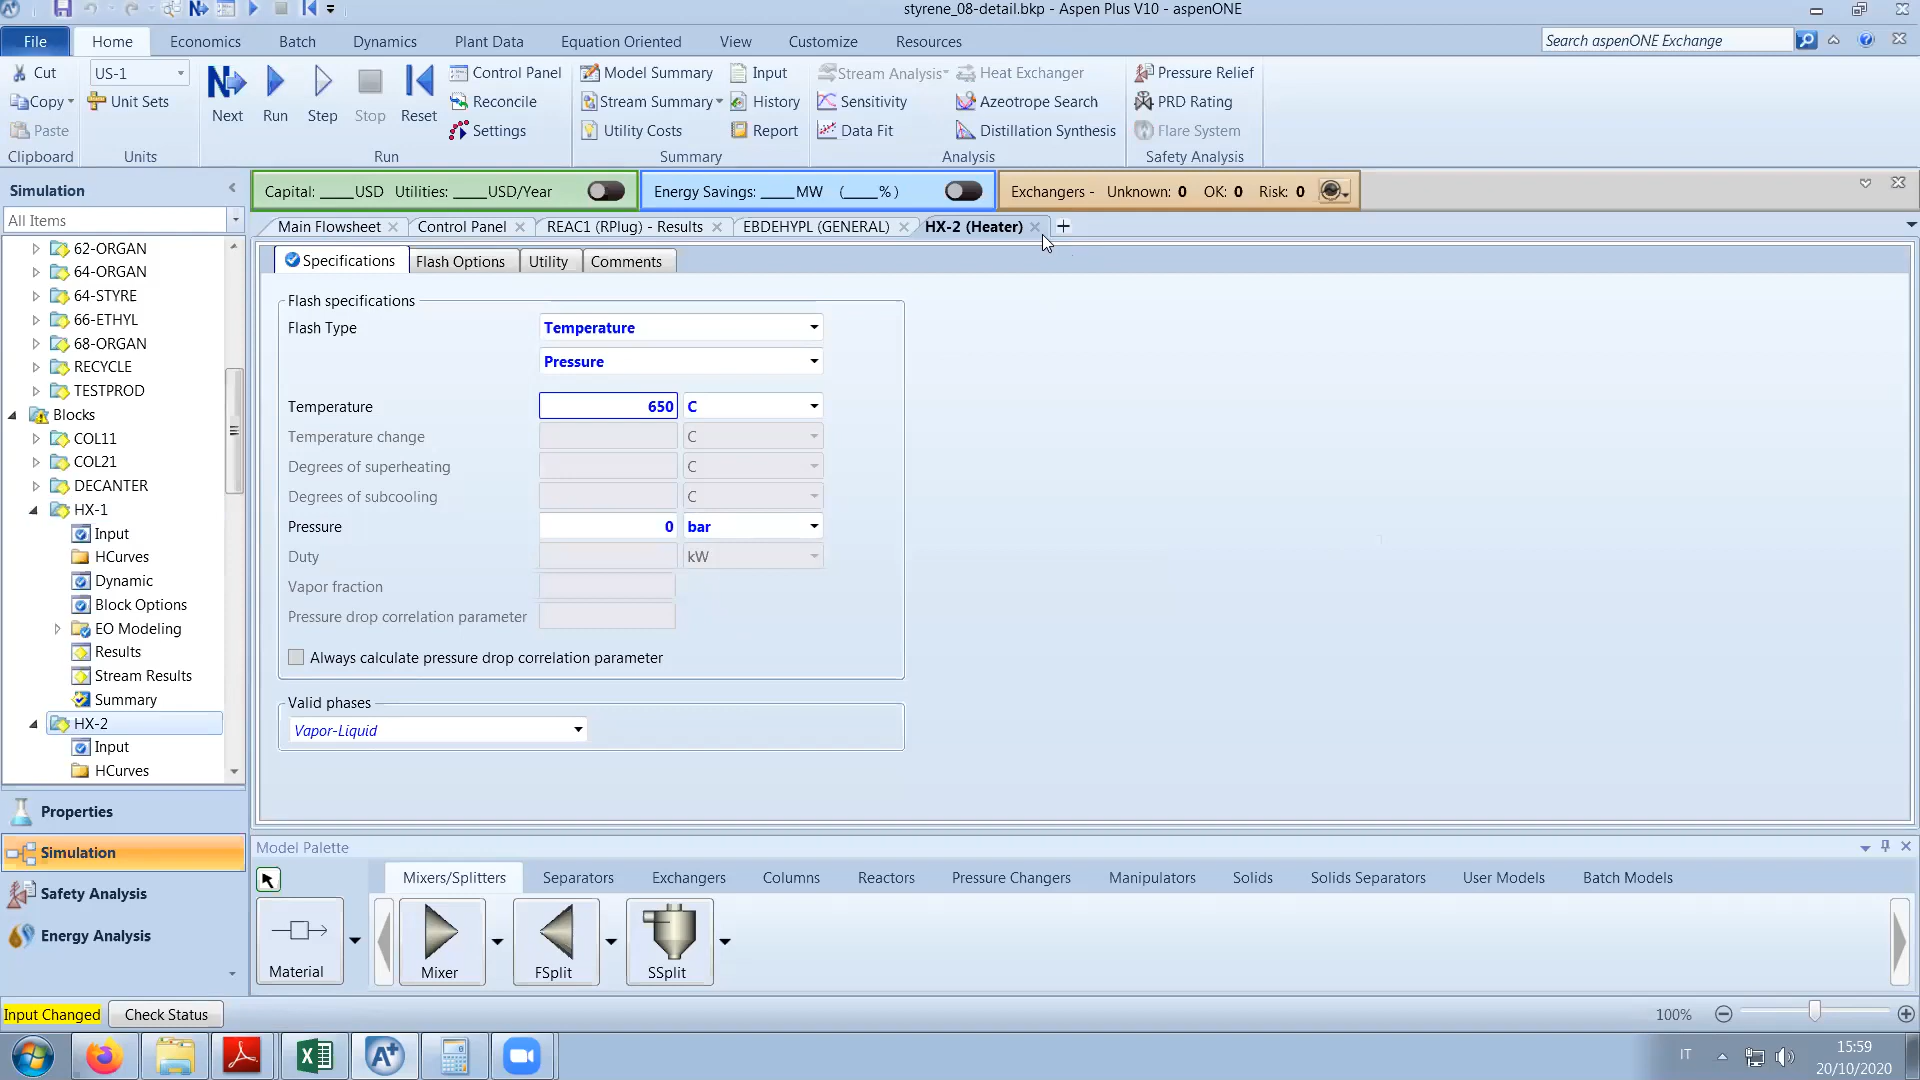 styrene_08-detail.bkp - Aspen Plus V10 - aspenONE
File Home Economics Batch Dynamics Plant Data Equation Oriented View Customize Resources Search aspenONE Exchange
Cut US-1 Control Panel Model Summary Input Stream Analysis Heat Exchanger Pressure Relief
Copy Unit Sets Next Run Step Stop Reset Reconcile Stream Summary History Sensitivity Azeotrope Search PRD Rating
Paste Settings Utility Costs Report Data Fit Distillation Synthesis Flare System
Clipboard Units Run Summary Analysis Safety Analysis
Simulation Capital: ____USD Utilities: ____USD/Year Energy Savings: ____MW (____%) Exchangers - Unknown: 0 OK: 0 Risk: 0
All Items Main Flowsheet Control Panel REAC1 (RPlug) - Results EBDEHYPL (GENERAL) HX-2 (Heater) +
Specifications Flash Options Utility Comments
62-ORGAN
64-ORGAN
64-STYRE
66-ETHYL
68-ORGAN
RECYCLE
TESTPROD
Blocks
COL11
COL21
DECANTER
HX-1
Input
HCurves
Dynamic
Block Options
EO Modeling
Results
Stream Results
Summary
HX-2
Input
HCurves
Flash specifications
Flash Type Temperature
Pressure
Temperature 650 C
Temperature change C
Degrees of superheating C
Degrees of subcooling C
Pressure 0 bar
Duty kW
Vapor fraction
Pressure drop correlation parameter
Always calculate pressure drop correlation parameter
Valid phases
Vapor-Liquid
Properties
Simulation
Safety Analysis
Energy Analysis
Model Palette
Mixers/Splitters Separators Exchangers Columns Reactors Pressure Changers Manipulators Solids Solids Separators User Models Batch Models
Material Mixer FSplit SSplit
Input Changed Check Status 100%
IT 15:59
20/10/2020